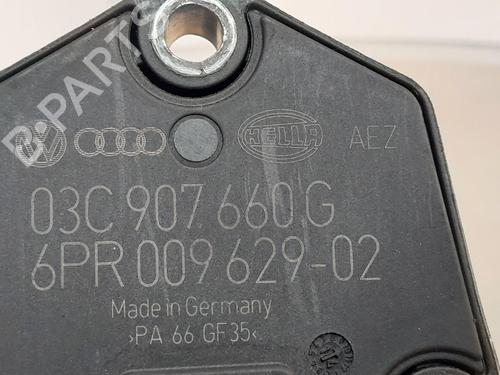 B-PARTS
HELLA AEZ
03C 907 660 G
6PR 009 629-02
Made in Germany
>PA 66 GF35<